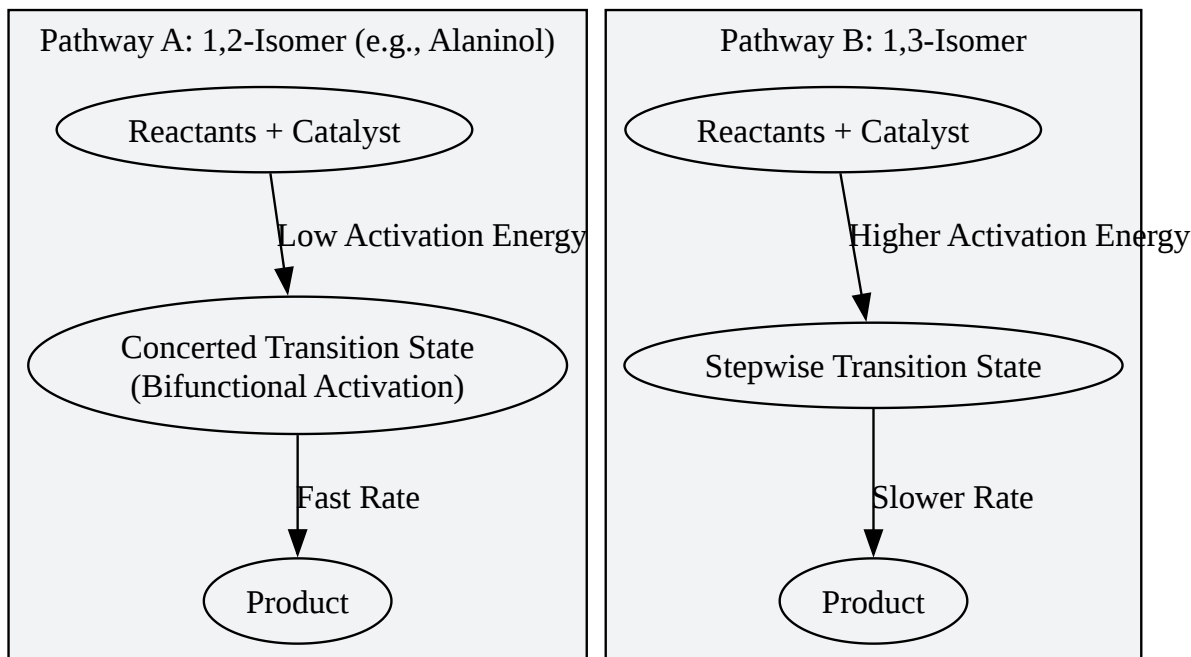 Pathway A: 1,2-Isomer (e.g., Alaninol)
Reactants + Catalyst
Low Activation Energy
Concerted Transition State
(Bifunctional Activation)
Fast Rate
Product
Pathway B: 1,3-Isomer
Reactants + Catalyst
Higher Activation Energy
Stepwise Transition State
Slower Rate
Product